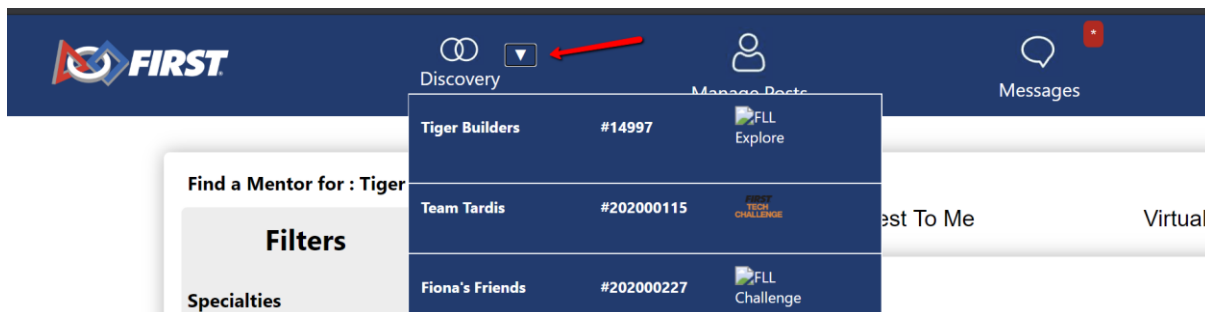 FIRST
Discovery
Manage Posts
*
Messages
Tiger Builders #14997 FLL Explore
Find a Mentor for : Tiger
Team Tardis #202000115 FIRST TECH CHALLENGE
est To Me
Virtual
Filters
Fiona's Friends #202000227 FLL Challenge
Specialties